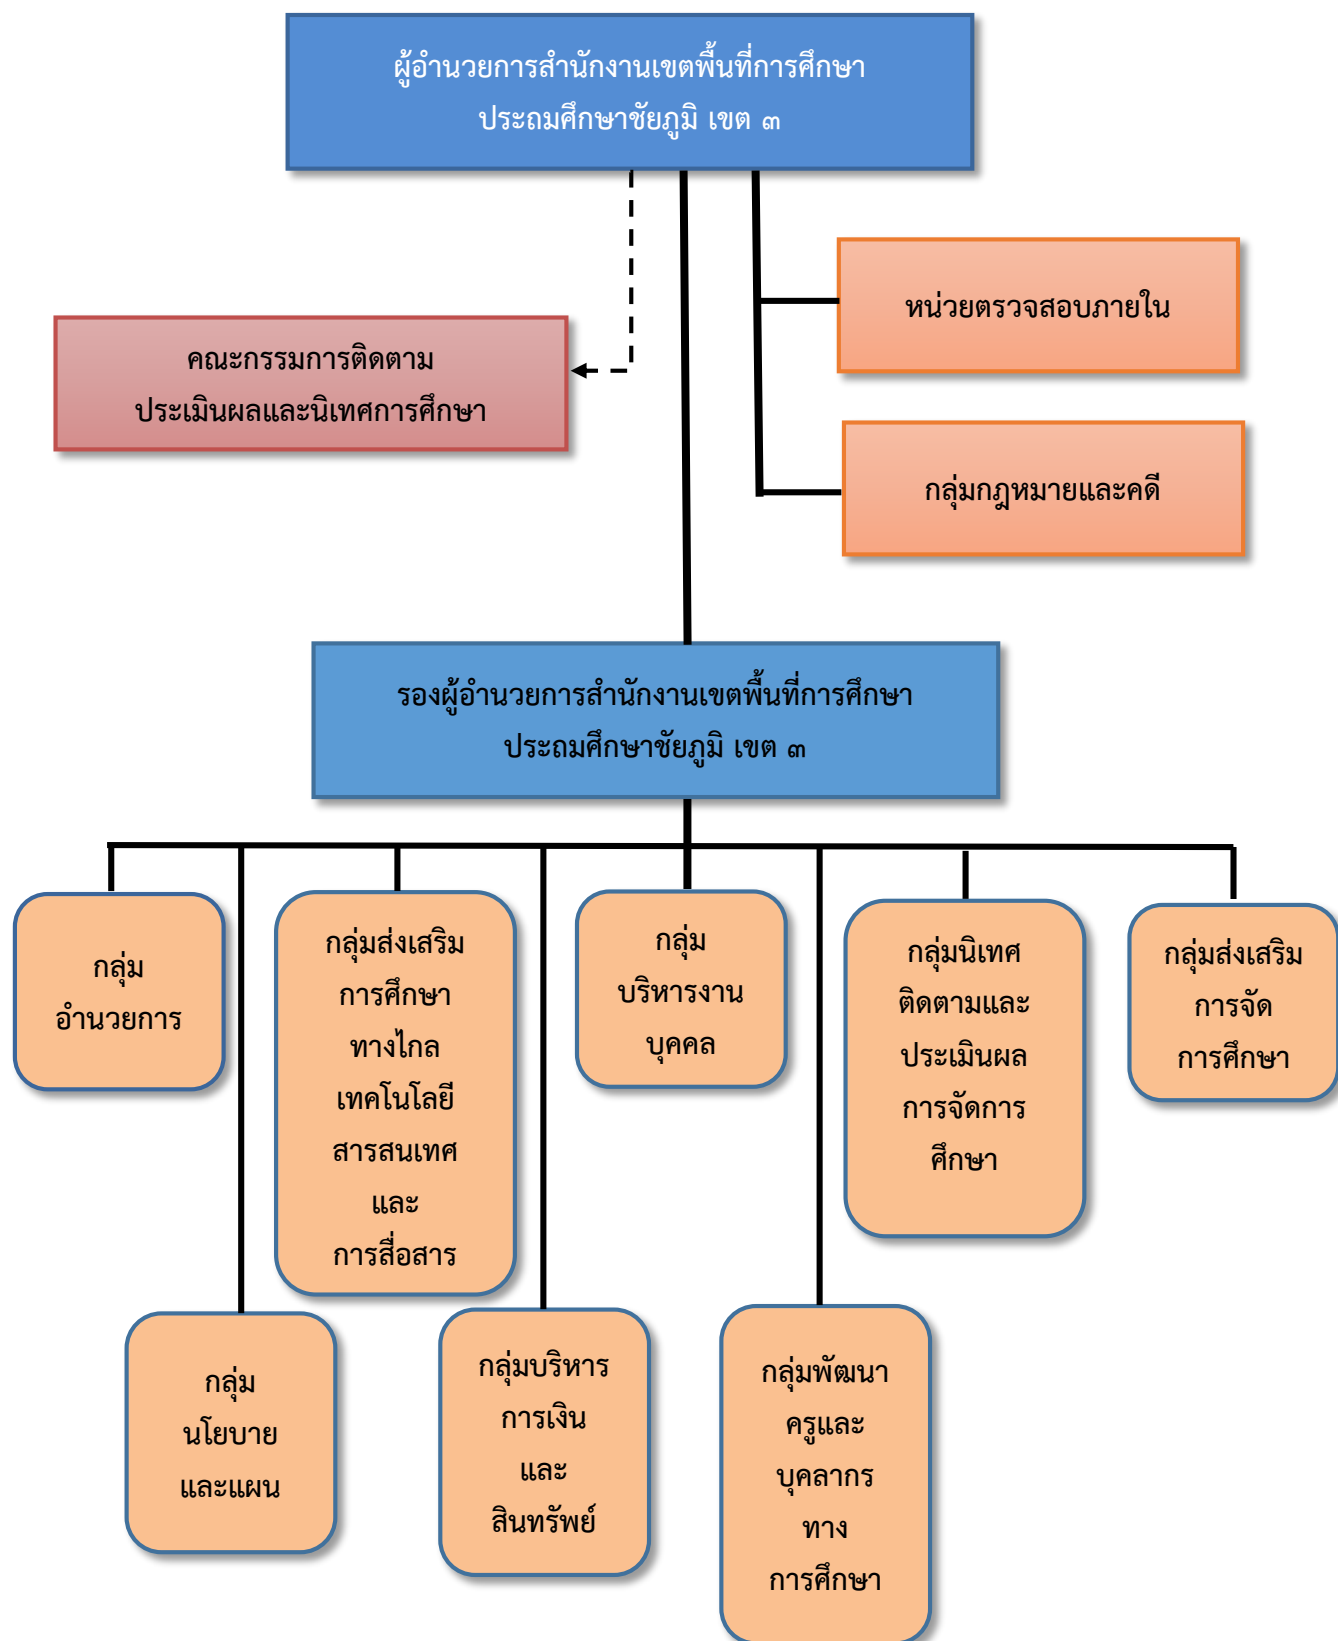 ผู้อำนวยการสำนักงานเขตพื้นที่การศึกษา
ประถมศึกษาชัยภูมิ เขต ๓
หน่วยตรวจสอบภายใน
คณะกรรมการติดตาม
ประเมินผลและนิเทศการศึกษา
กลุ่มกฎหมายและคดี
รองผู้อำนวยการสำนักงานเขตพื้นที่การศึกษา
ประถมศึกษาชัยภูมิ เขต ๓
กลุ่ม
อำนวยการ
กลุ่มส่งเสริม
การศึกษา
ทางไกล
เทคโนโลยี
สารสนเทศ
และ
การสื่อสาร
กลุ่ม
บริหารงาน
บุคคล
กลุ่มนิเทศ
ติดตามและ
ประเมินผล
การจัดการ
ศึกษา
กลุ่มส่งเสริม
การจัด
การศึกษา
กลุ่ม
นโยบาย
และแผน
กลุ่มบริหาร
การเงิน
และ
สินทรัพย์
กลุ่มพัฒนา
ครูและ
บุคลากร
ทาง
การศึกษา